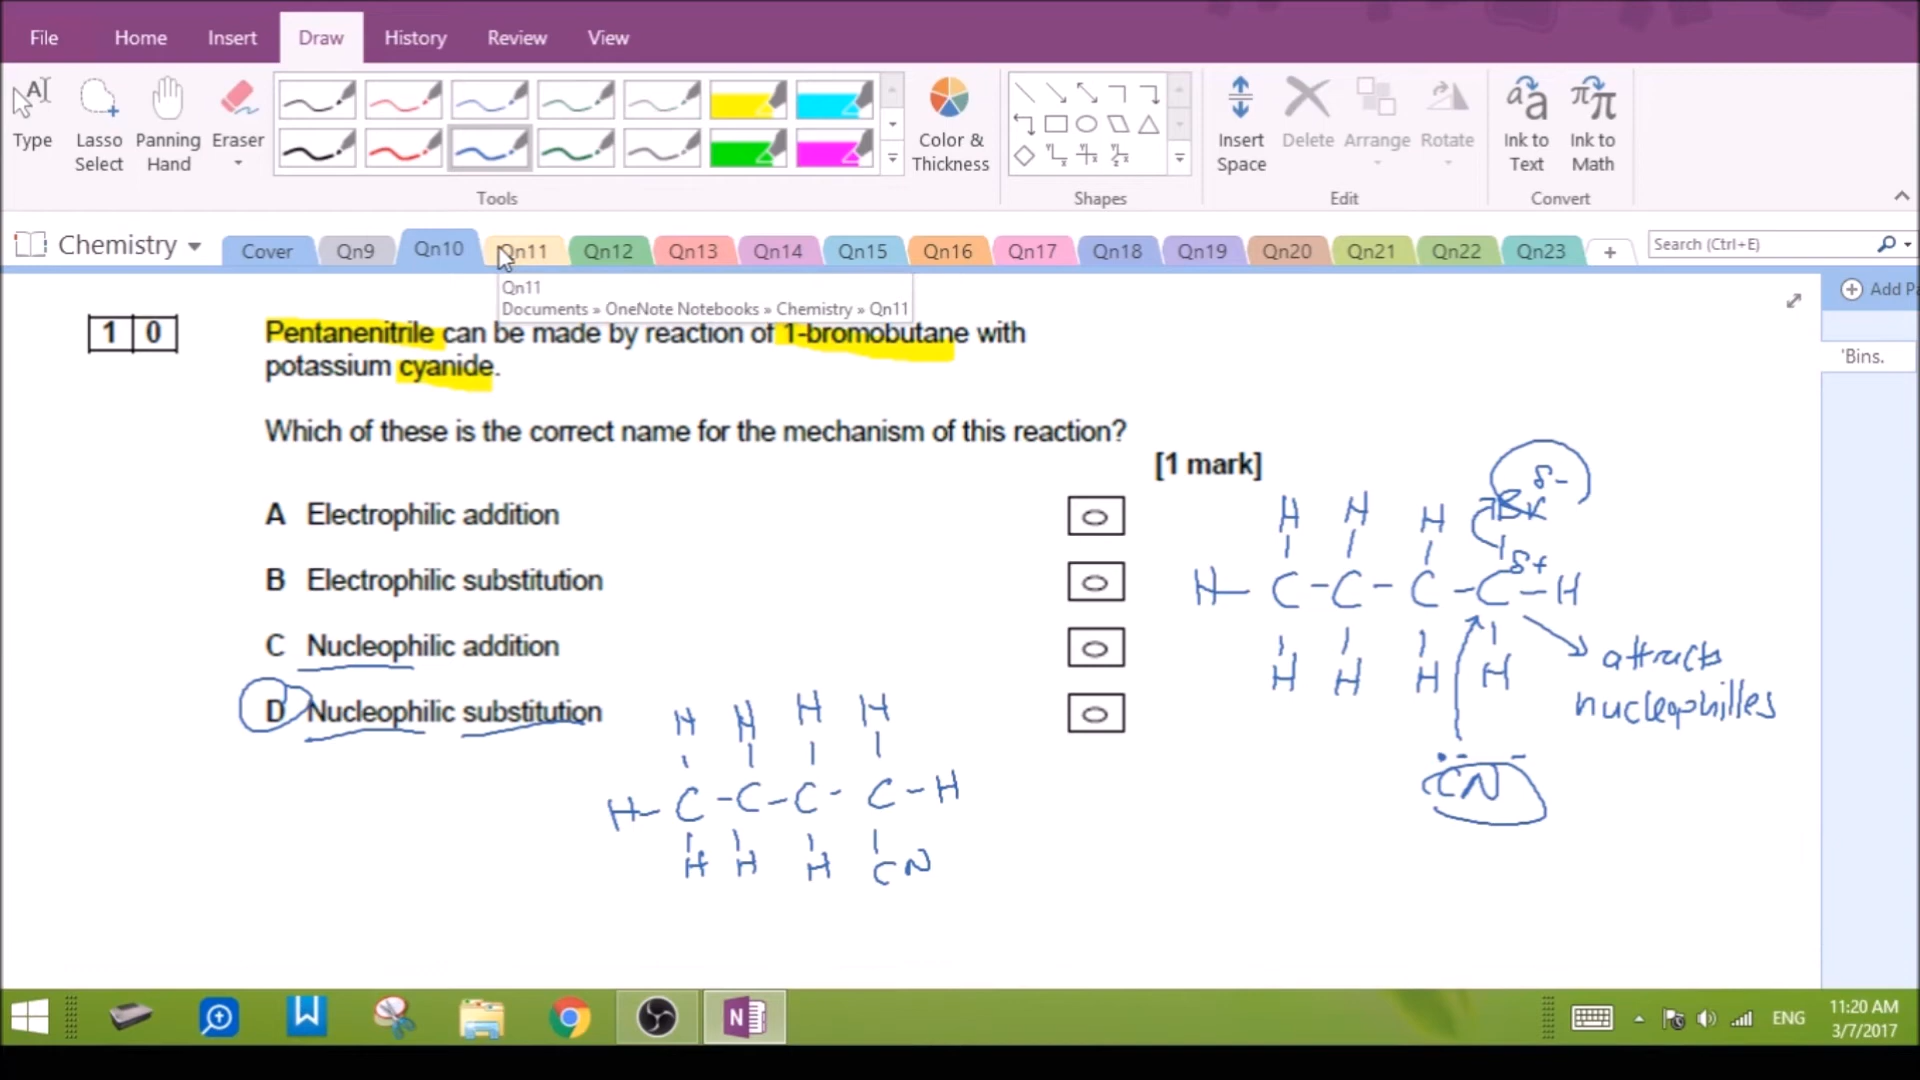 File Home Insert Draw History Review View
Type
Lasso Select
Panning Hand
Eraser
Color & Thickness
Insert Space
Delete
Arrange
Rotate
Ink to Text
Ink to Math
Tools Shapes Edit Convert
Chemistry Cover Qn9 Qn10 Qn11 Qn12 Qn13 Qn14 Qn15 Qn16 Qn17 Qn18 Qn19 Qn20 Qn21 Qn22 Qn23 + Search (Ctrl+E)
Qn11
Documents » OneNote Notebooks » Chemistry » Qn11
Add Pa
'Bins.
1 0
Pentanenitrile can be made by reaction of 1-bromobutane with
potassium cyanide.
Which of these is the correct name for the mechanism of this reaction?
[1 mark]
A Electrophilic addition
B Electrophilic substitution
C Nucleophilic addition
D Nucleophilic substitution
δ-
H H H Br
δ+
H - C - C - C - C - H
H H H H
attracts
nucleophilles
:CN -
H H H H
H - C - C - C - C - H
H H H CN
N
ENG
11:20 AM
3/7/2017